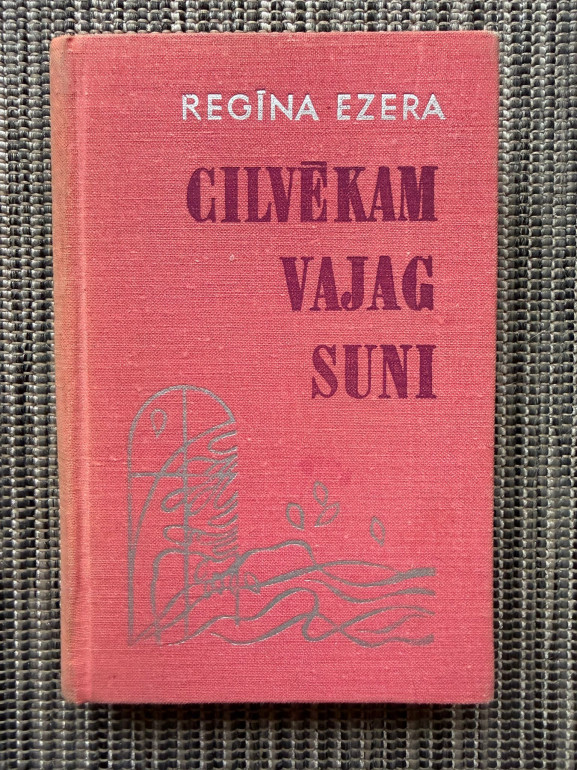 REGĪNA EZERA
CILVĒKAM
VAJAG
SUNI